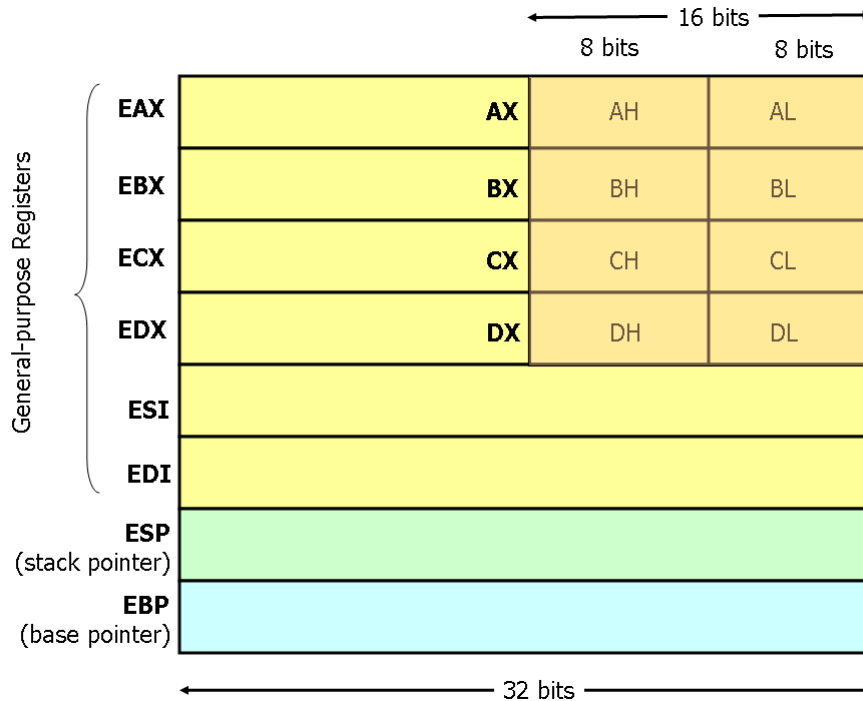 16 bits
8 bits 8 bits
EAX AX AH AL
EBX BX BH BL
ECX CX CH CL
EDX DX DH DL
ESI
EDI
ESP
(stack pointer)
EBP
(base pointer)
General-purpose Registers
32 bits